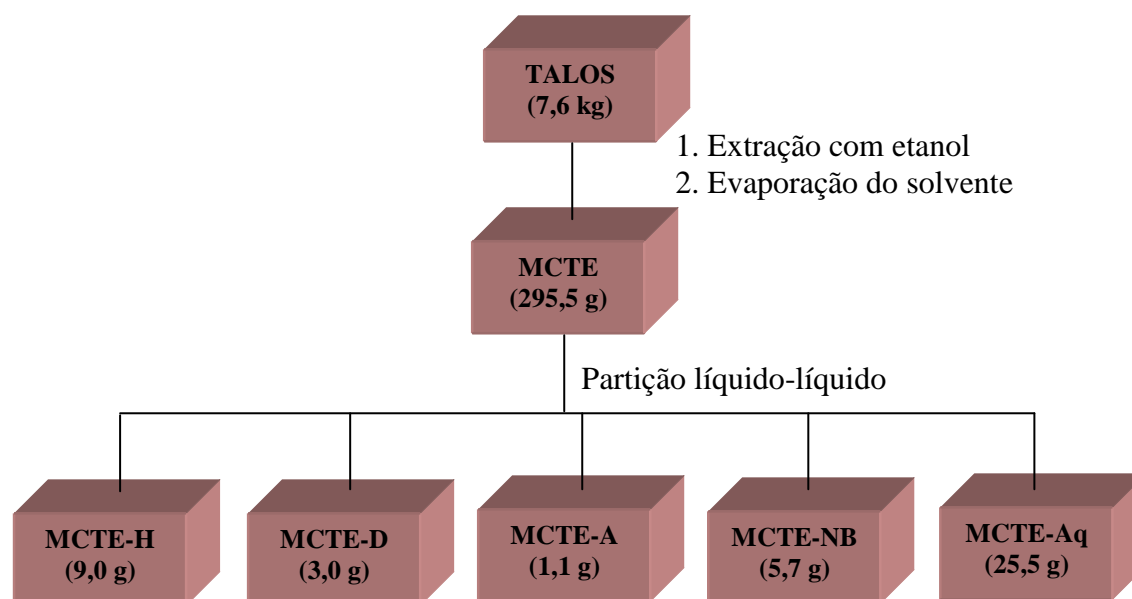 TALOS
(7,6 kg)
1. Extração com etanol
2. Evaporação do solvente
MCTE
(295,5 g)
Partição líquido-líquido
MCTE-H
(9,0 g)
MCTE-D
(3,0 g)
MCTE-A
(1,1 g)
MCTE-NB
(5,7 g)
MCTE-Aq
(25,5 g)